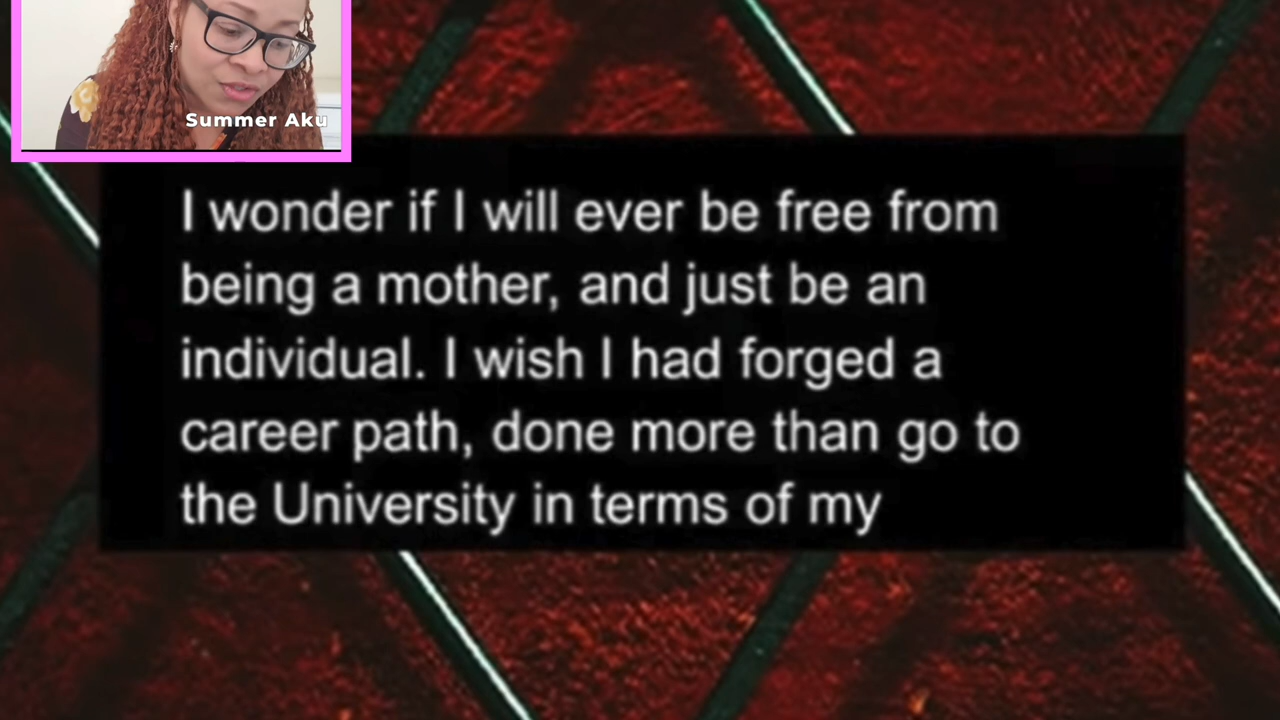 Summer Aku
I wonder if I will ever be free from
being a mother, and just be an
individual. I wish I had forged a
career path, done more than go to
the University in terms of my